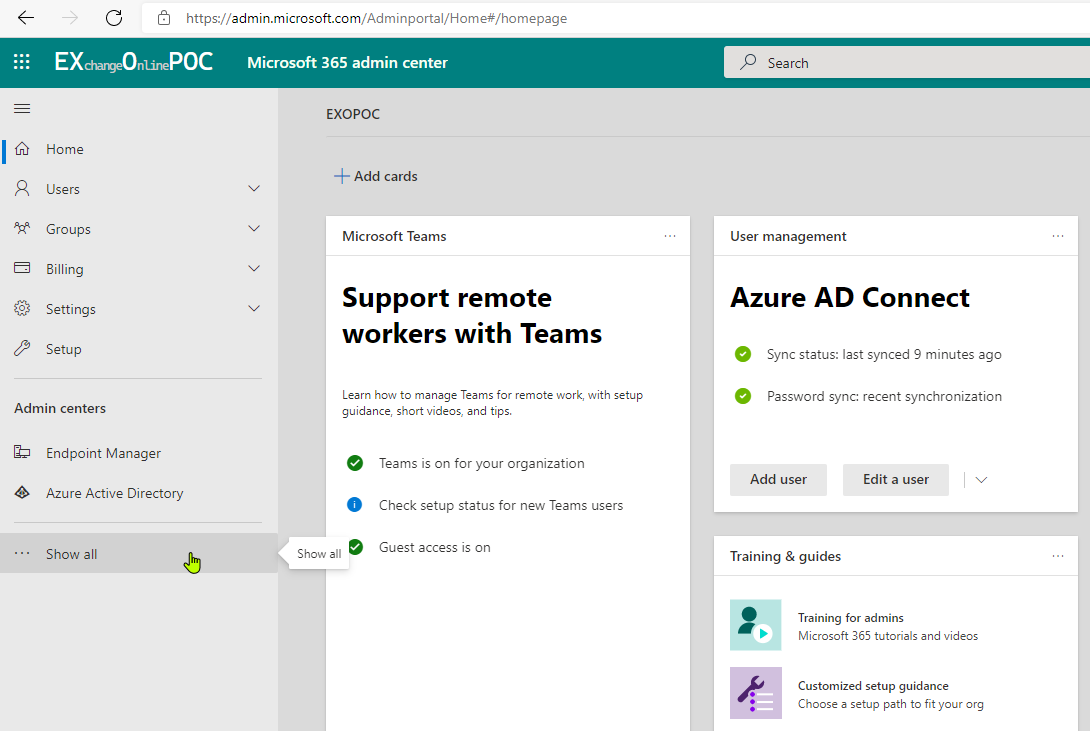 https://admin.microsoft.com/Adminportal/Home#/homepage
EXchangeOnlinePOC
Microsoft 365 admin center
Search
Home
Users
Groups
Billing
Settings
Setup
Admin centers
Endpoint Manager
Azure Active Directory
Show all
Show all
EXOPOC
Add cards
Microsoft Teams
Support remote
workers with Teams
Learn how to manage Teams for remote work, with setup
guidance, short videos, and tips.
Teams is on for your organization
Check setup status for new Teams users
Guest access is on
User management
Azure AD Connect
Sync status: last synced 9 minutes ago
Password sync: recent synchronization
Add user
Edit a user
Training & guides
Training for admins
Microsoft 365 tutorials and videos
Customized setup guidance
Choose a setup path to fit your org